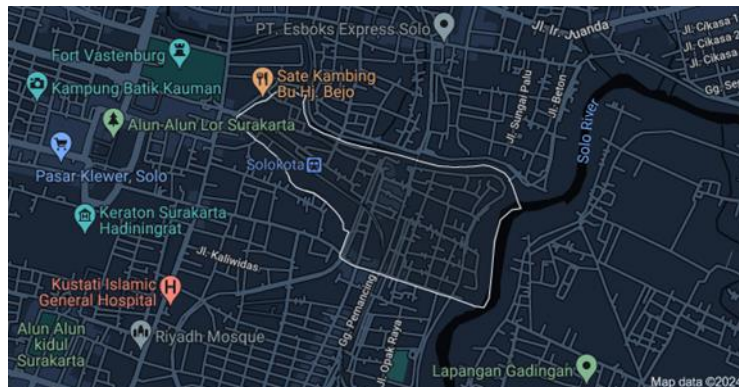 PT. Esboks Express Solo
Jl. Ir. Juanda
Jl. Cikasa 1
Jl. Cikasa 2
Jl. Cikasa
Gg. Ser
Fort Vastenburg
Kampung Batik Kauman
Sate Kambing
Bu Hj. Bejo
Jl. Sungai Palu
Jl. Beton
Alun-Alun Lor Surakarta
Solo River
Pasar Klewer, Solo
Solokota
Keraton Surakarta
Hadiningrat
Jl. Kaliwidas
Kustati Islamic
General Hospital
H
Gg. Pemancing
Riyadh Mosque
Alun Alun
kidul
Surakarta
Jl. Opak Raya
Lapangan Gadingan
Map data ©2024